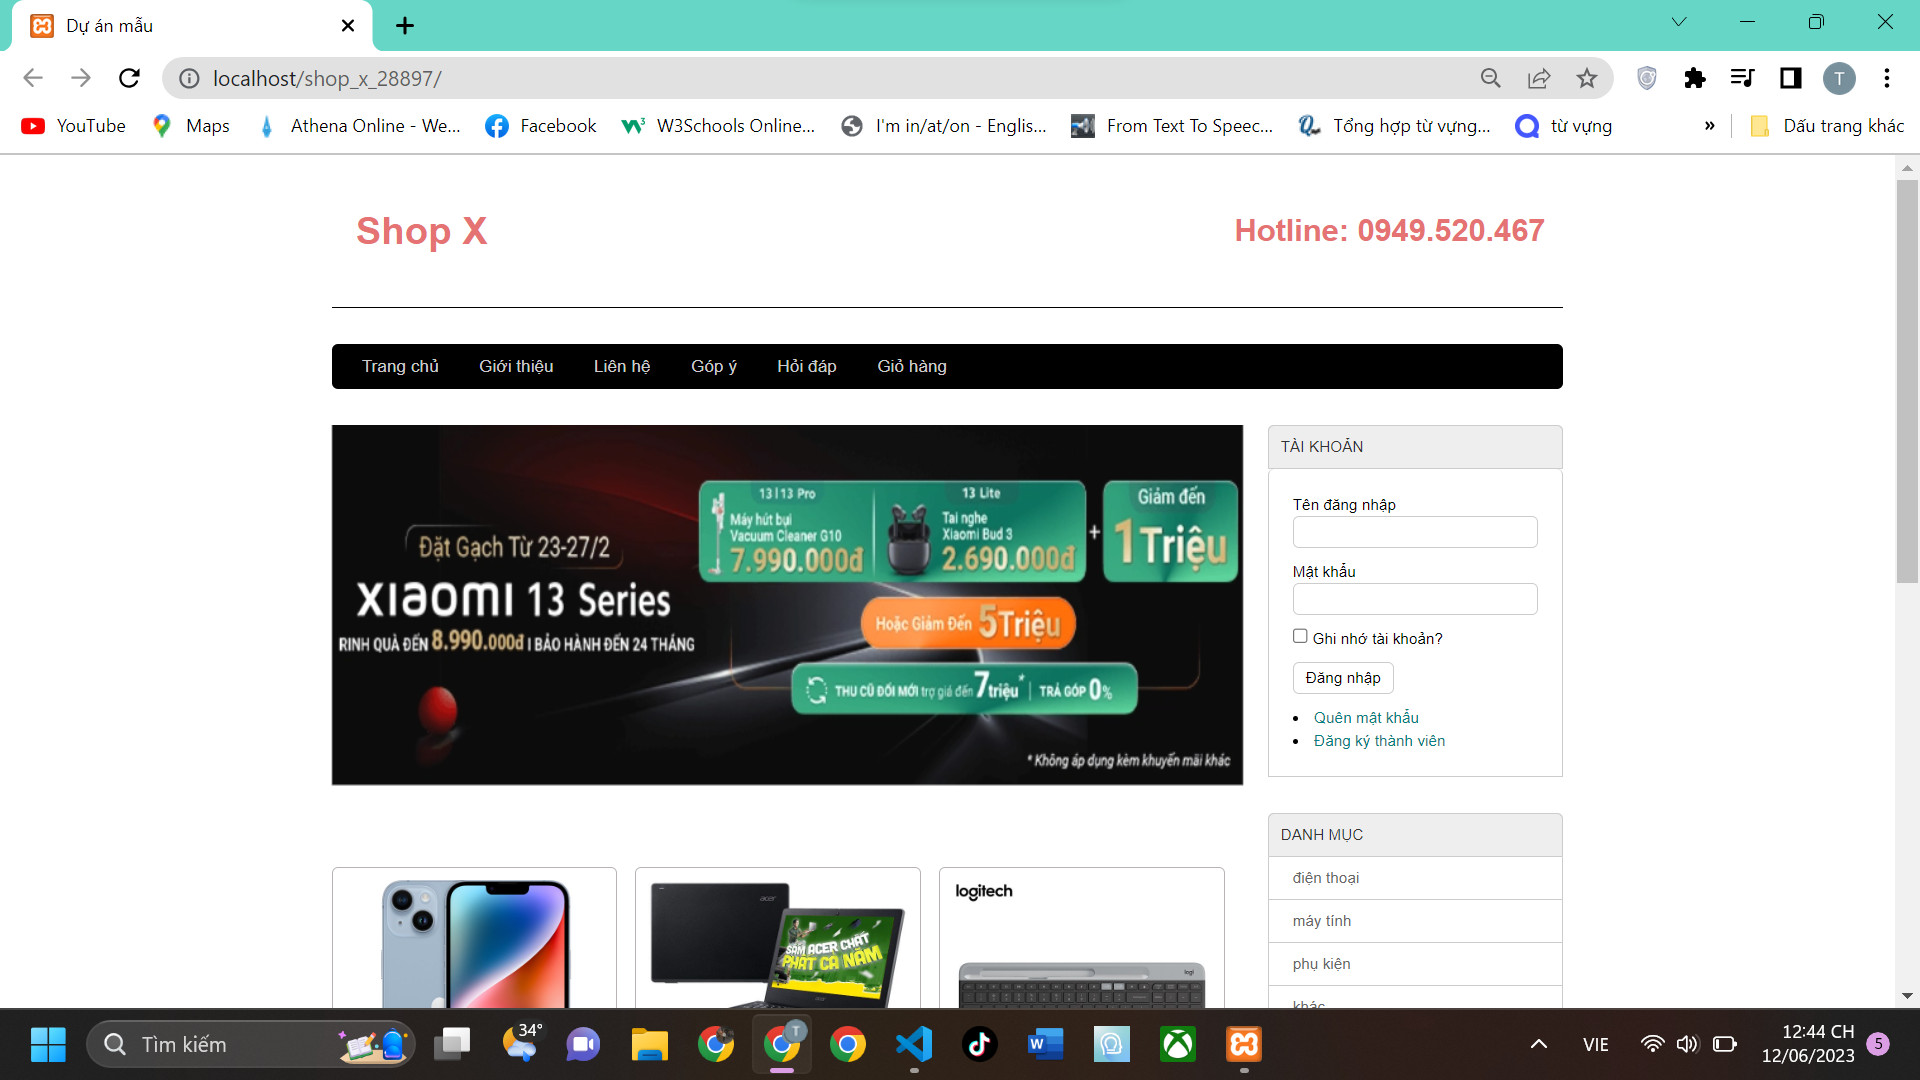 Dự án mẫu
localhost/shop_x_28897/
YouTube
Maps
Athena Online - We...
Facebook
W3Schools Online...
I'm in/at/on - Englis...
From Text To Speec...
Tổng hợp từ vựng...
từ vựng
»
Dấu trang khác
T
Shop X
Hotline: 0949.520.467
Trang chủ
Giới thiệu
Liên hệ
Góp ý
Hỏi đáp
Giỏ hàng
Đặt Gạch Từ 23-27/2
xiaomi 13 Series
RINH QUÀ ĐẾN 8.990.000đ I BẢO HÀNH ĐẾN 24 THÁNG
13 | 13 Pro
Máy hút bụi
Vacuum Cleaner G10
7.990.000đ
13 Lite
Tai nghe
Xiaomi Bud 3
2.690.000đ
+
Giảm đến
1 Triệu
Hoặc Giảm Đến 5Triệu
THU CŨ ĐỔI MỚI trợ giá đến 7triệu* | TRẢ GÓP 0%
* Không áp dụng kèm khuyến mãi khác
TÀI KHOẢN
Tên đăng nhập
Mật khẩu
Ghi nhớ tài khoản?
Đăng nhập
Quên mật khẩu
Đăng ký thành viên
DANH MỤC
điện thoại
máy tính
phụ kiện
khác
acer
SẮM ACER CHẤT
PHÁT CẢ NĂM
acer
logitech
logi
Tìm kiếm
34°
T
W
VIE
12:44 CH
12/06/2023
5